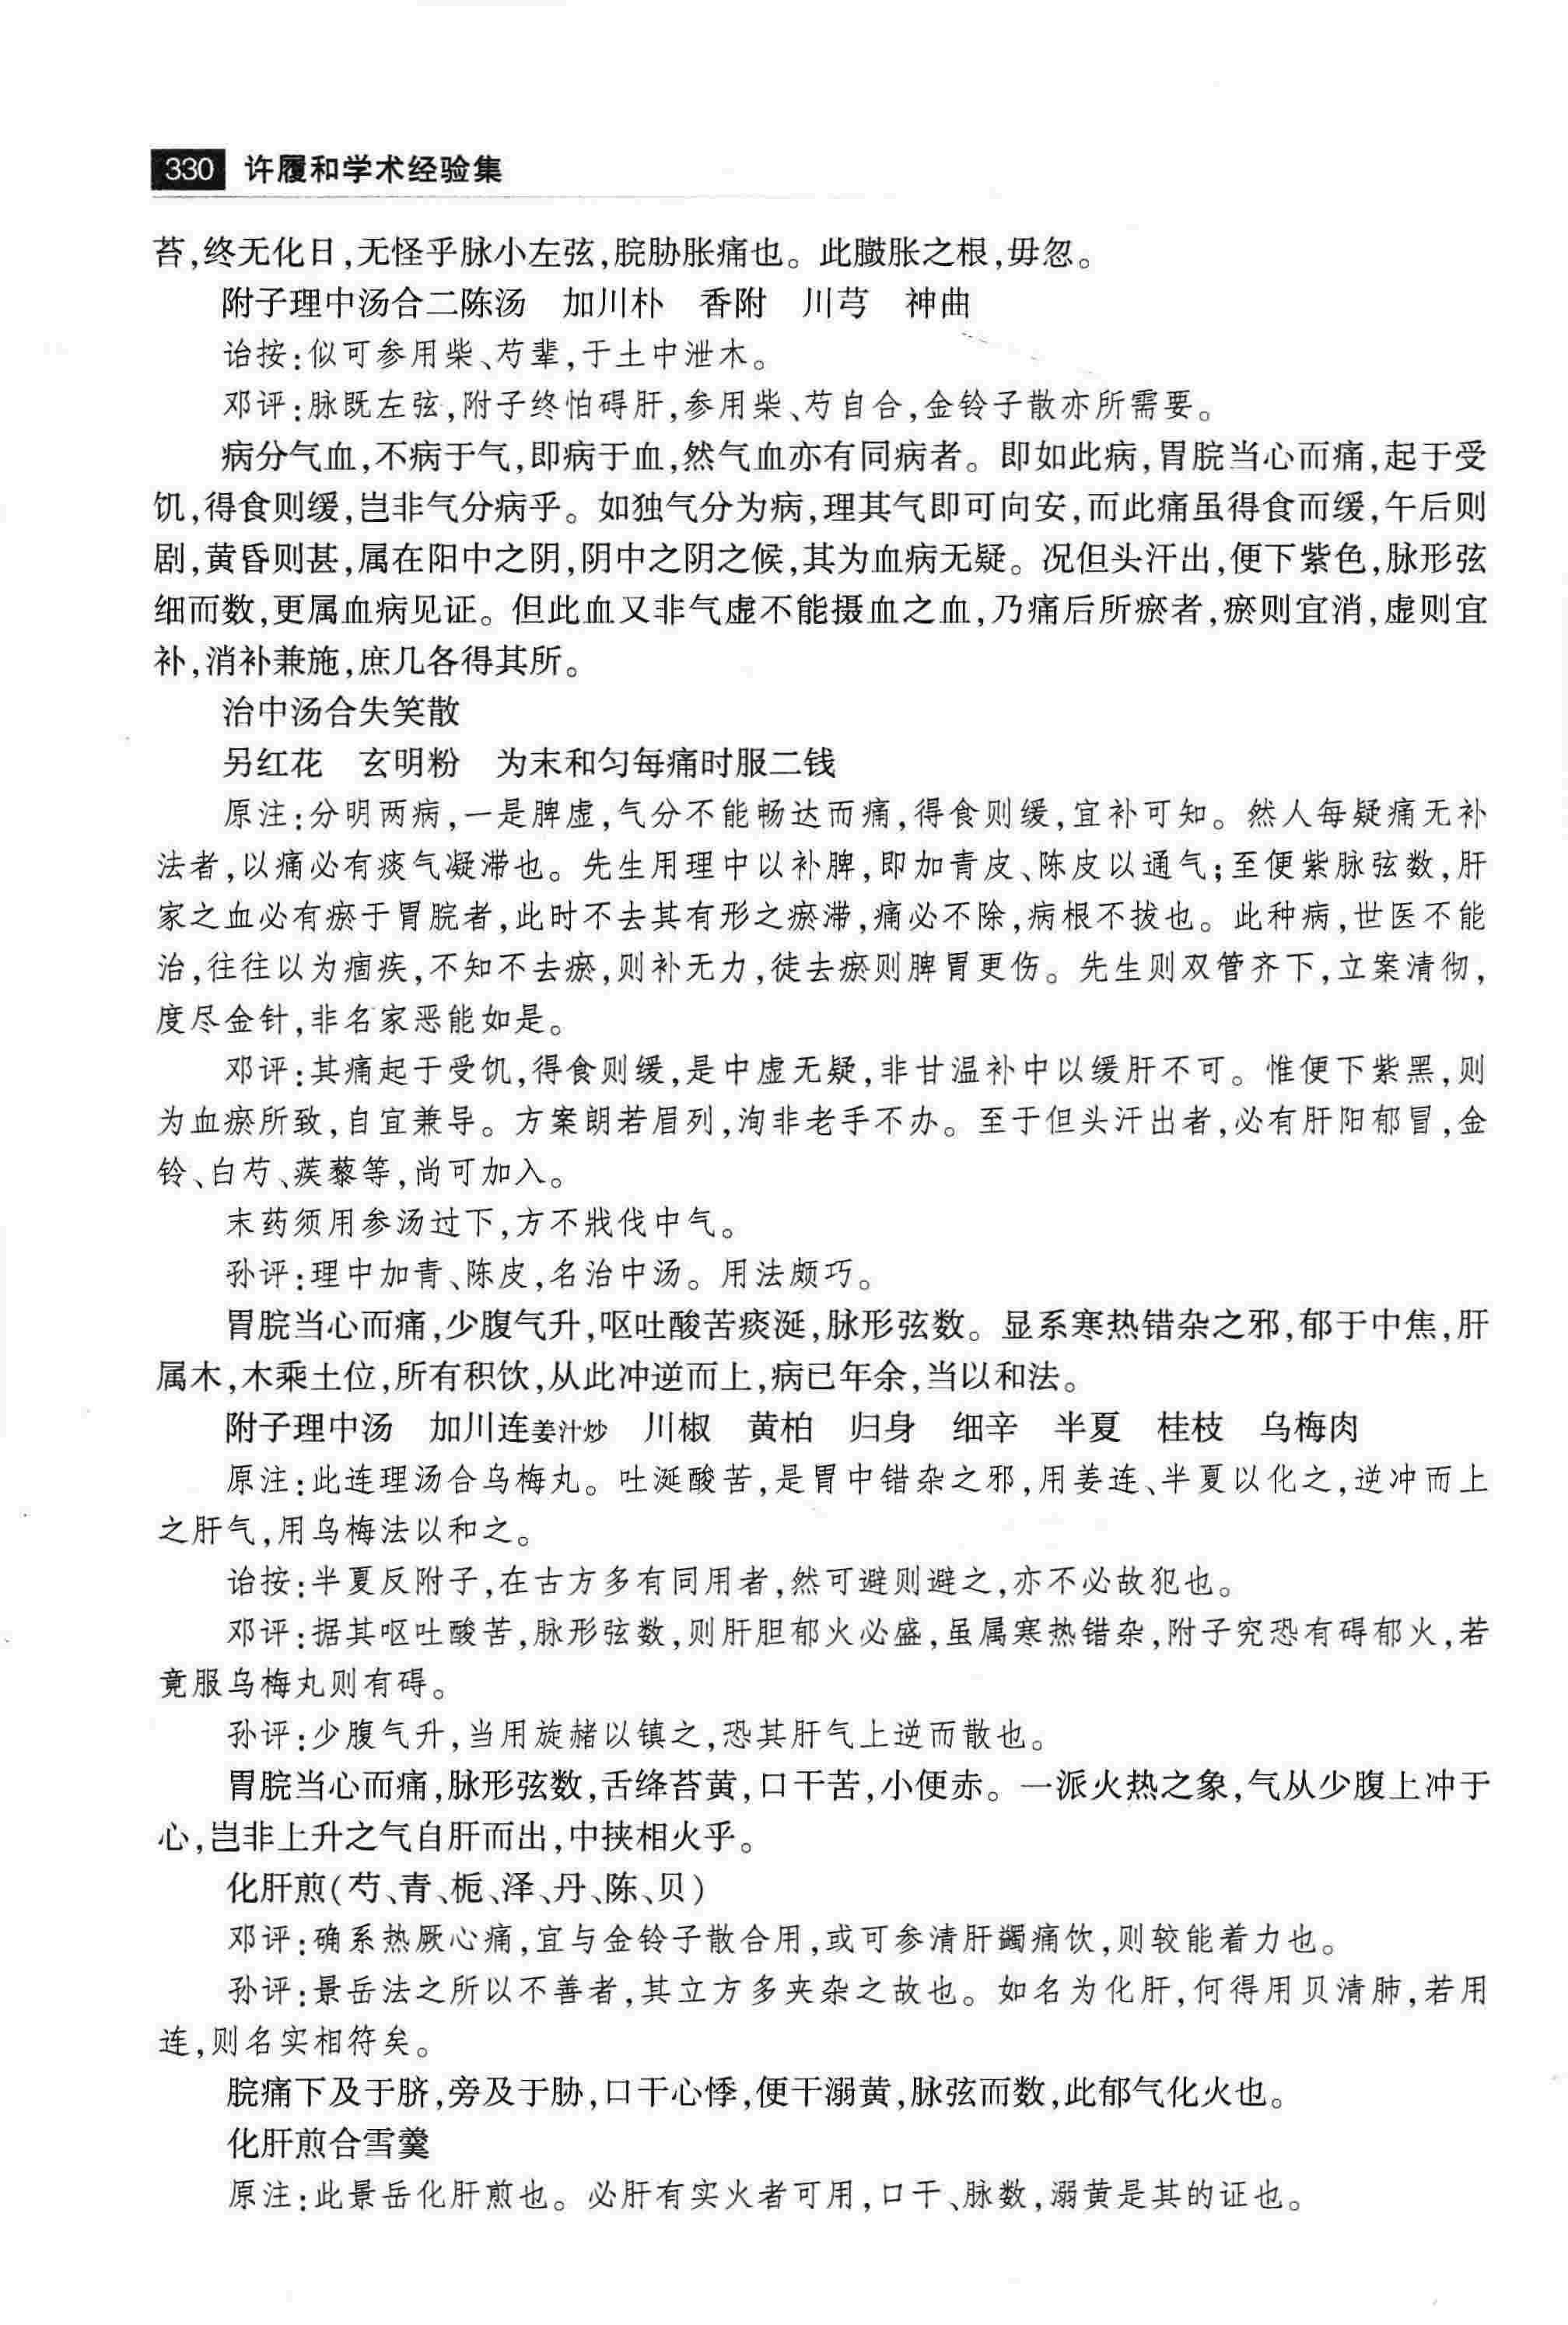 330 许履和学术经验集
苔,终无化日,无怪乎脉小左弦,脘胁胀痛也。此臌胀之根,毋忽。
附子理中汤合二陈汤　加川朴　香附　川芎　神曲
诒按:似可参用柴、芍辈,于土中泄木。
邓评:脉既左弦,附子终怕碍肝,参用柴、芍自合,金铃子散亦所需要。
病分气血,不病于气,即病于血,然气血亦有同病者。即如此病,胃脘当心而痛,起于受
饥,得食则缓,岂非气分病乎。如独气分为病,理其气即可向安,而此痛虽得食而缓,午后则
剧,黄昏则甚,属在阳中之阴,阴中之阴之候,其为血病无疑。况但头汗出,便下紫色,脉形弦
细而数,更属血病见证。但此血又非气虚不能摄血之血,乃痛后所瘀者,瘀则宜消,虚则宜
补,消补兼施,庶几各得其所。
治中汤合失笑散
另红花　玄明粉　为末和匀每痛时服二钱
原注:分明两病,一是脾虚,气分不能畅达而痛,得食则缓,宜补可知。然人每疑痛无补
法者,以痛必有痰气凝滞也。先生用理中以补脾,即加青皮、陈皮以通气;至便紫脉弦数,肝
家之血必有瘀于胃脘者,此时不去其有形之瘀滞,痛必不除,病根不拔也。此种病,世医不能
治,往往以为痼疾,不知不去瘀,则补无力,徒去瘀则脾胃更伤。先生则双管齐下,立案清彻,
度尽金针,非名家恶能如是。
邓评:其痛起于受饥,得食则缓,是中虚无疑,非甘温补中以缓肝不可。惟便下紫黑,则
为血瘀所致,自宜兼导。方案朗若眉列,洵非老手不办。至于但头汗出者,必有肝阳郁冒,金
铃、白芍、蒺藜等,尚可加入。
末药须用参汤过下,方不戕伐中气。
孙评:理中加青、陈皮,名治中汤。用法颇巧。
胃脘当心而痛,少腹气升,呕吐酸苦痰涎,脉形弦数。显系寒热错杂之邪,郁于中焦,肝
属木,木乘土位,所有积饮,从此冲逆而上,病已年余,当以和法。
附子理中汤　加川连姜汁炒　川椒　黄柏　归身　细辛　半夏　桂枝　乌梅肉
原注:此连理汤合乌梅丸。吐涎酸苦,是胃中错杂之邪,用姜连、半夏以化之,逆冲而上
之肝气,用乌梅法以和之。
诒按:半夏反附子,在古方多有同用者,然可避则避之,亦不必故犯也。
邓评:据其呕吐酸苦,脉形弦数,则肝胆郁火必盛,虽属寒热错杂,附子究恐有碍郁火,若
竟服乌梅丸则有碍。
孙评:少腹气升,当用旋赭以镇之,恐其肝气上逆而散也。
胃脘当心而痛,脉形弦数,舌绛苔黄,口干苦,小便赤。一派火热之象,气从少腹上冲于
心,岂非上升之气自肝而出,中挟相火乎。
化肝煎(芍、青、栀、泽、丹、陈、贝)
邓评:确系热厥心痛,宜与金铃子散合用,或可参清肝蠲痛饮,则较能着力也。
孙评:景岳法之所以不善者,其立方多夹杂之故也。如名为化肝,何得用贝清肺,若用
连,则名实相符矣。
脘痛下及于脐,旁及于胁,口干心悸,便干溺黄,脉弦而数,此郁气化火也。
化肝煎合雪羹
原注:此景岳化肝煎也。必肝有实火者可用,口干、脉数,溺黄是其的证也。